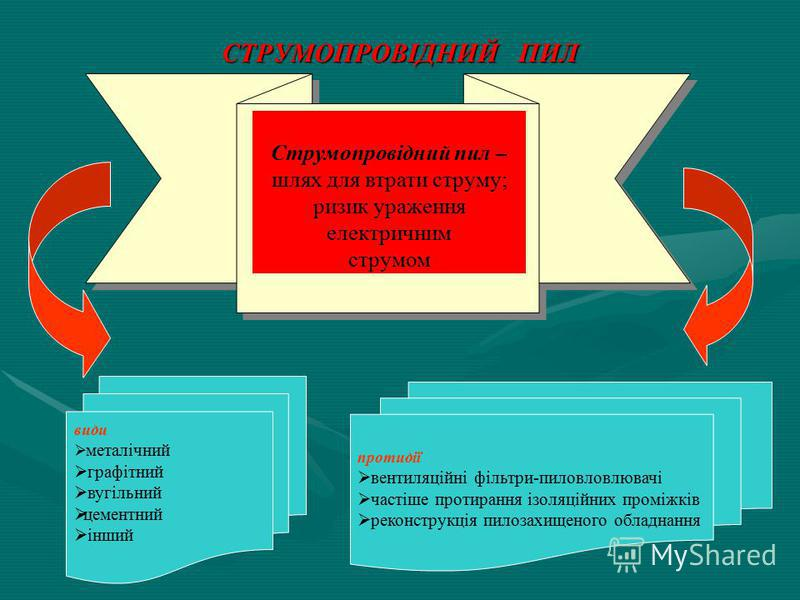 СТРУМОПРОВІДНИЙ ПИЛ
Струмопровідний пил –
шлях для втрати струму;
ризик ураження
електричним
струмом
види
металічний
графітний
вугільний
цементний
інший
протидії
вентиляційні фільтри-пиловловлювачі
частіше протирання ізоляційних проміжків
реконструкція пилозахищеного обладнання
MyShared